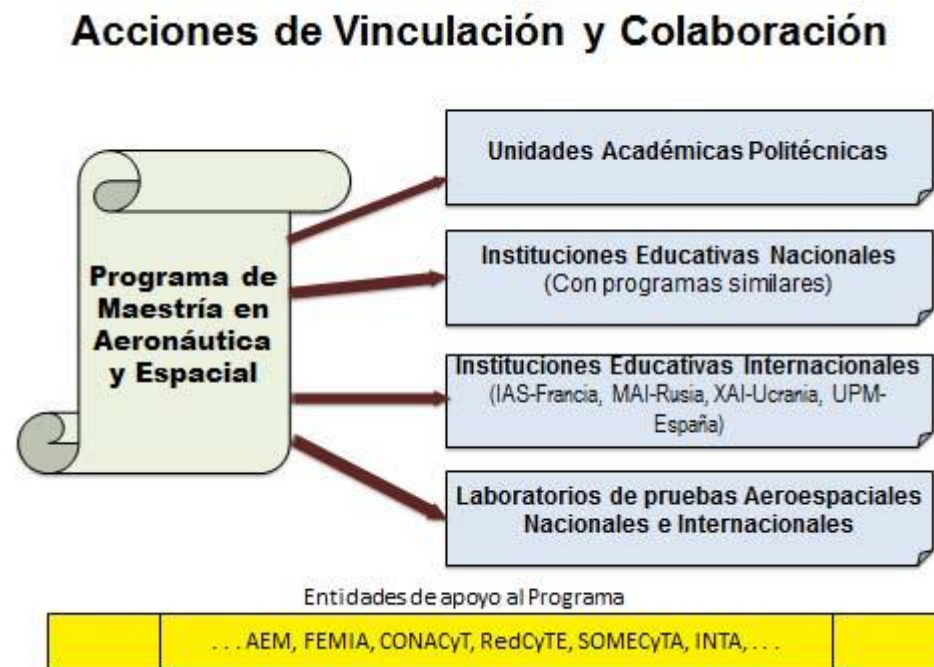 Acciones de Vinculación y Colaboración
Programa de
Maestría en
Aeronáutica
y Espacial
Unidades Académicas Politécnicas
Instituciones Educativas Nacionales
(Con programas similares)
Instituciones Educativas Internacionales
(IAS-Francia, MAI-Rusia, XAI-Ucrania, UPM-
España)
Laboratorios de pruebas Aeroespaciales
Nacionales e Internacionales
Entidades de apoyo al Programa
. . . AEM, FEMIA, CONACyT, RedCyTE, SOMECyTA, INTA, . . .